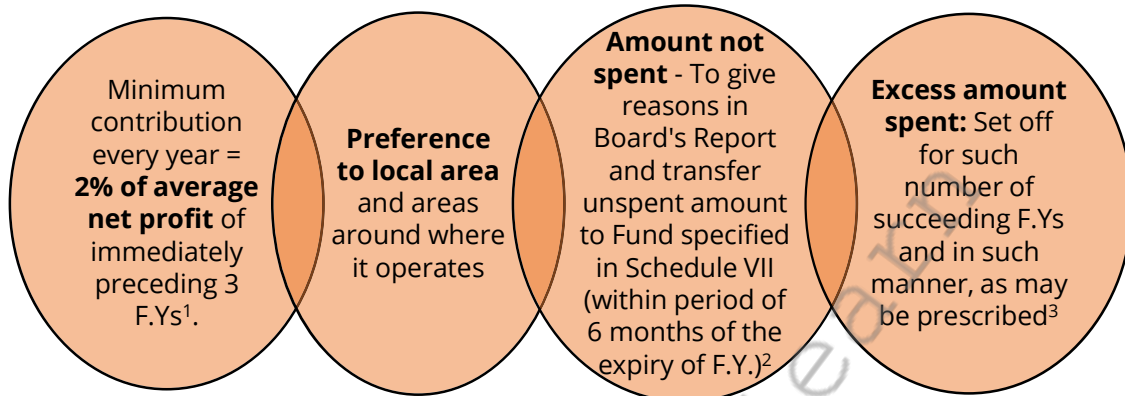 Minimum
contribution
every year =
2% of average
net profit of
immediately
preceding 3
F.Ys¹.
Preference
to local area
and areas
around where
it operates
Amount not
spent - To give
reasons in
Board's Report
and transfer
unspent amount
to Fund specified
in Schedule VII
(within period of
6 months of the
expiry of F.Y.)²
Excess amount
spent: Set off
for such
number of
succeeding F.Ys
and in such
manner, as may
be prescribed³
earn